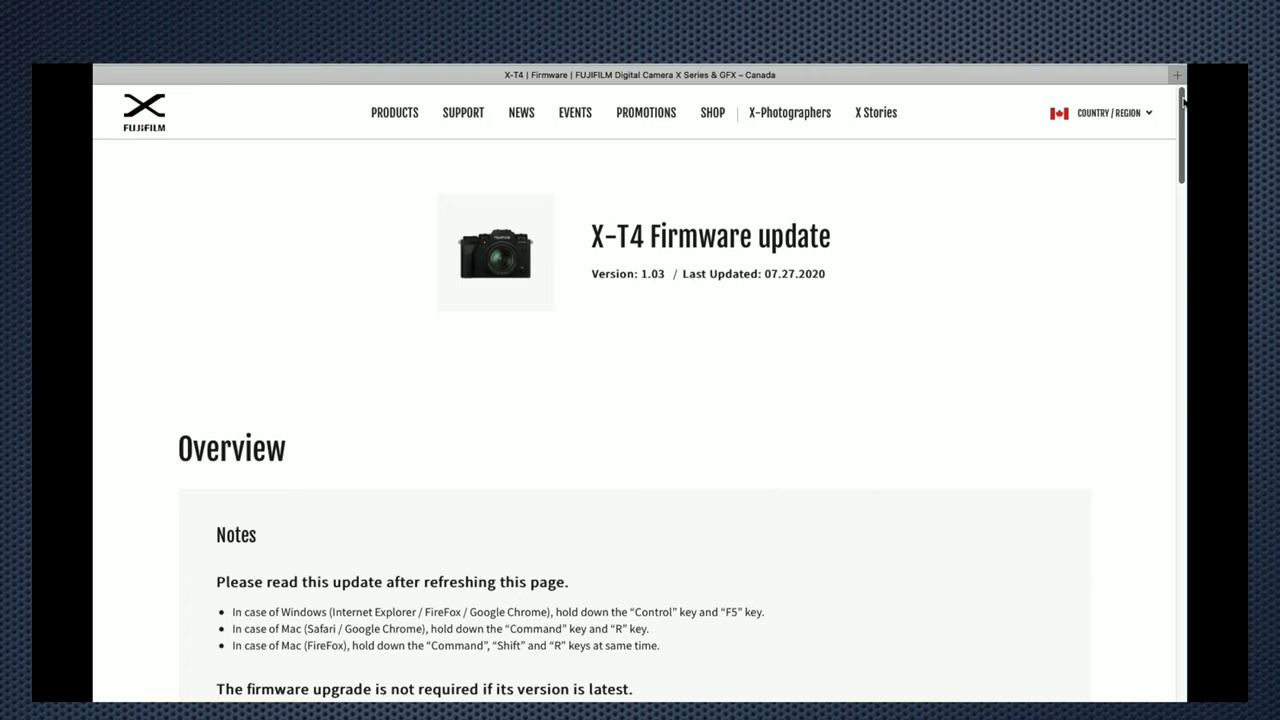 X-T4 | Firmware | FUJIFILM Digital Camera X Series & GFX – Canada
FUJIFILM
PRODUCTS SUPPORT NEWS EVENTS PROMOTIONS SHOP | X-Photographers X Stories
COUNTRY / REGION
X-T4 Firmware update
Version: 1.03 / Last Updated: 07.27.2020
Overview
Notes
Please read this update after refreshing this page.
In case of Windows (Internet Explorer / FireFox / Google Chrome), hold down the “Control” key and “F5” key.
In case of Mac (Safari / Google Chrome), hold down the “Command” key and “R” key.
In case of Mac (FireFox), hold down the “Command”, “Shift” and “R” keys at same time.
The firmware upgrade is not required if its version is latest.